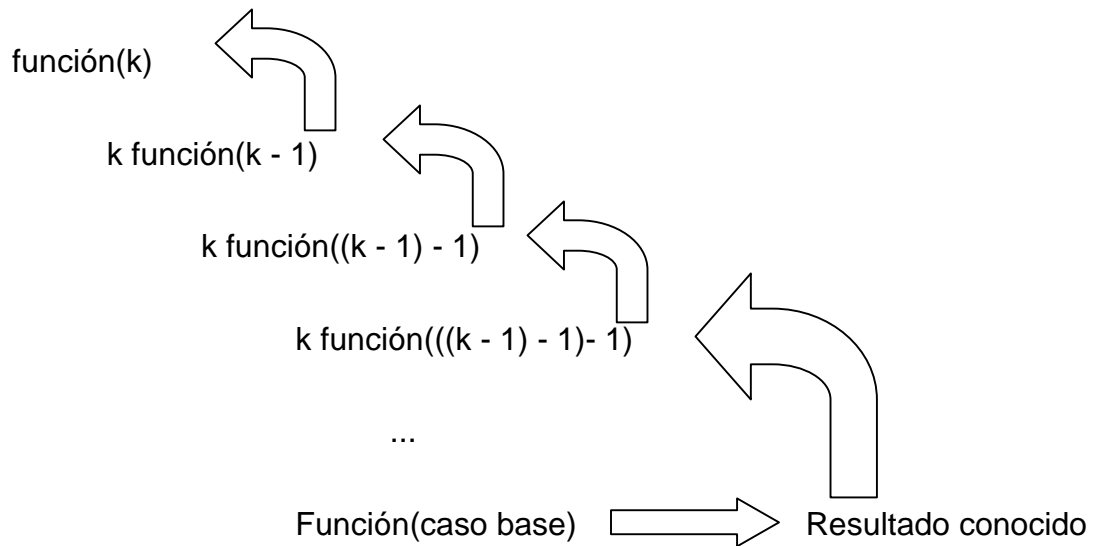 función(k)
k función(k - 1)
k función((k - 1) - 1)
k función(((k - 1) - 1)- 1)
...
Función(caso base) Resultado conocido